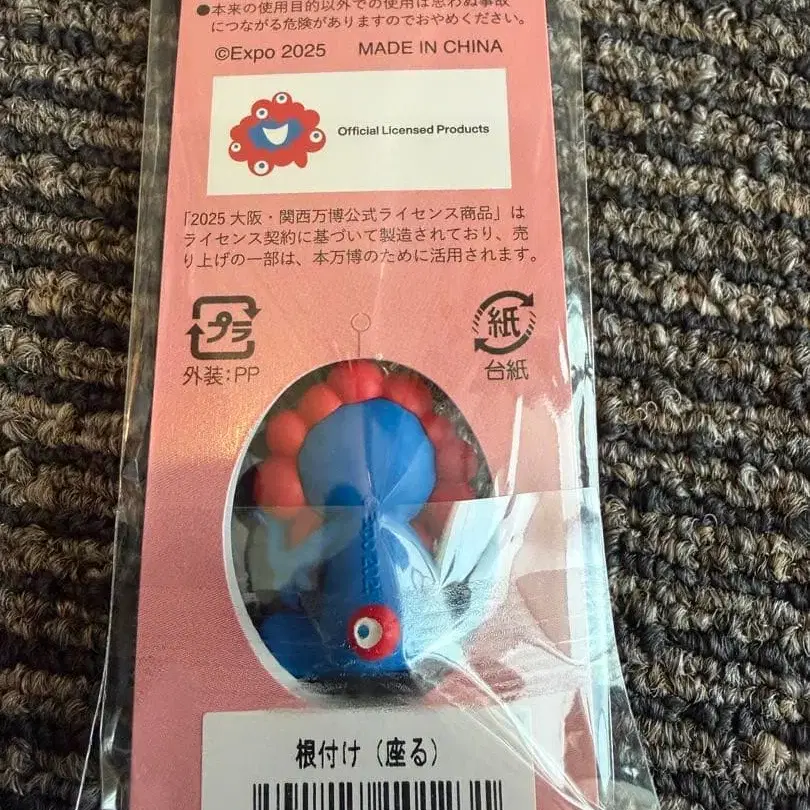 ●本来の使用目的以外での使用は思わぬ事故
につながる危険がありますのでおやめください。
©Expo 2025 MADE IN CHINA
Official Licensed Products
「2025 大阪・関西万博公式ライセンス商品」は
ライセンス契約に基づいて製造されており、売
り上げの一部は、本万博のために活用されます。
プラ
紙
外装:PP
台紙
EXPO 2025
根付け（座る）